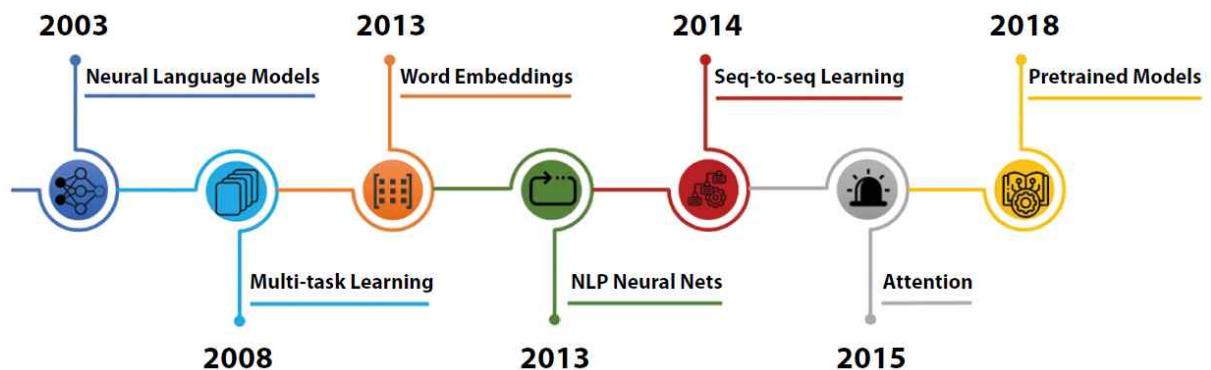 2003
2013
2014
2018
Neural Language Models
Word Embeddings
Seq-to-seq Learning
Pretrained Models
Multi-task Learning
NLP Neural Nets
Attention
2008
2013
2015